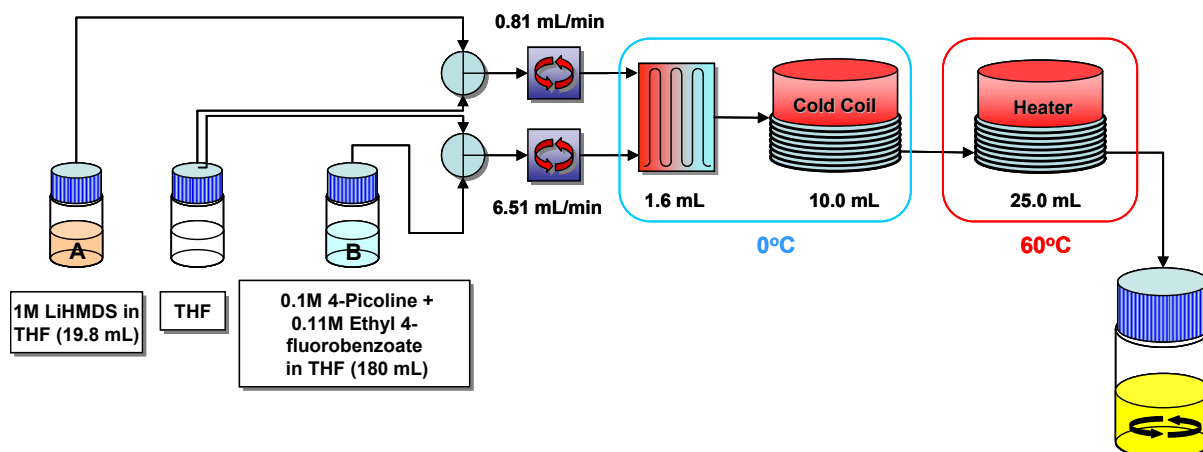 0.81 mL/min
Cold Coil
Heater
6.51 mL/min
1.6 mL
10.0 mL
25.0 mL
0°C
60°C
A
B
1M LiHMDS in
THF (19.8 mL)
THF
0.1M 4-Picoline +
0.11M Ethyl 4-
fluorobenzoate
in THF (180 mL)